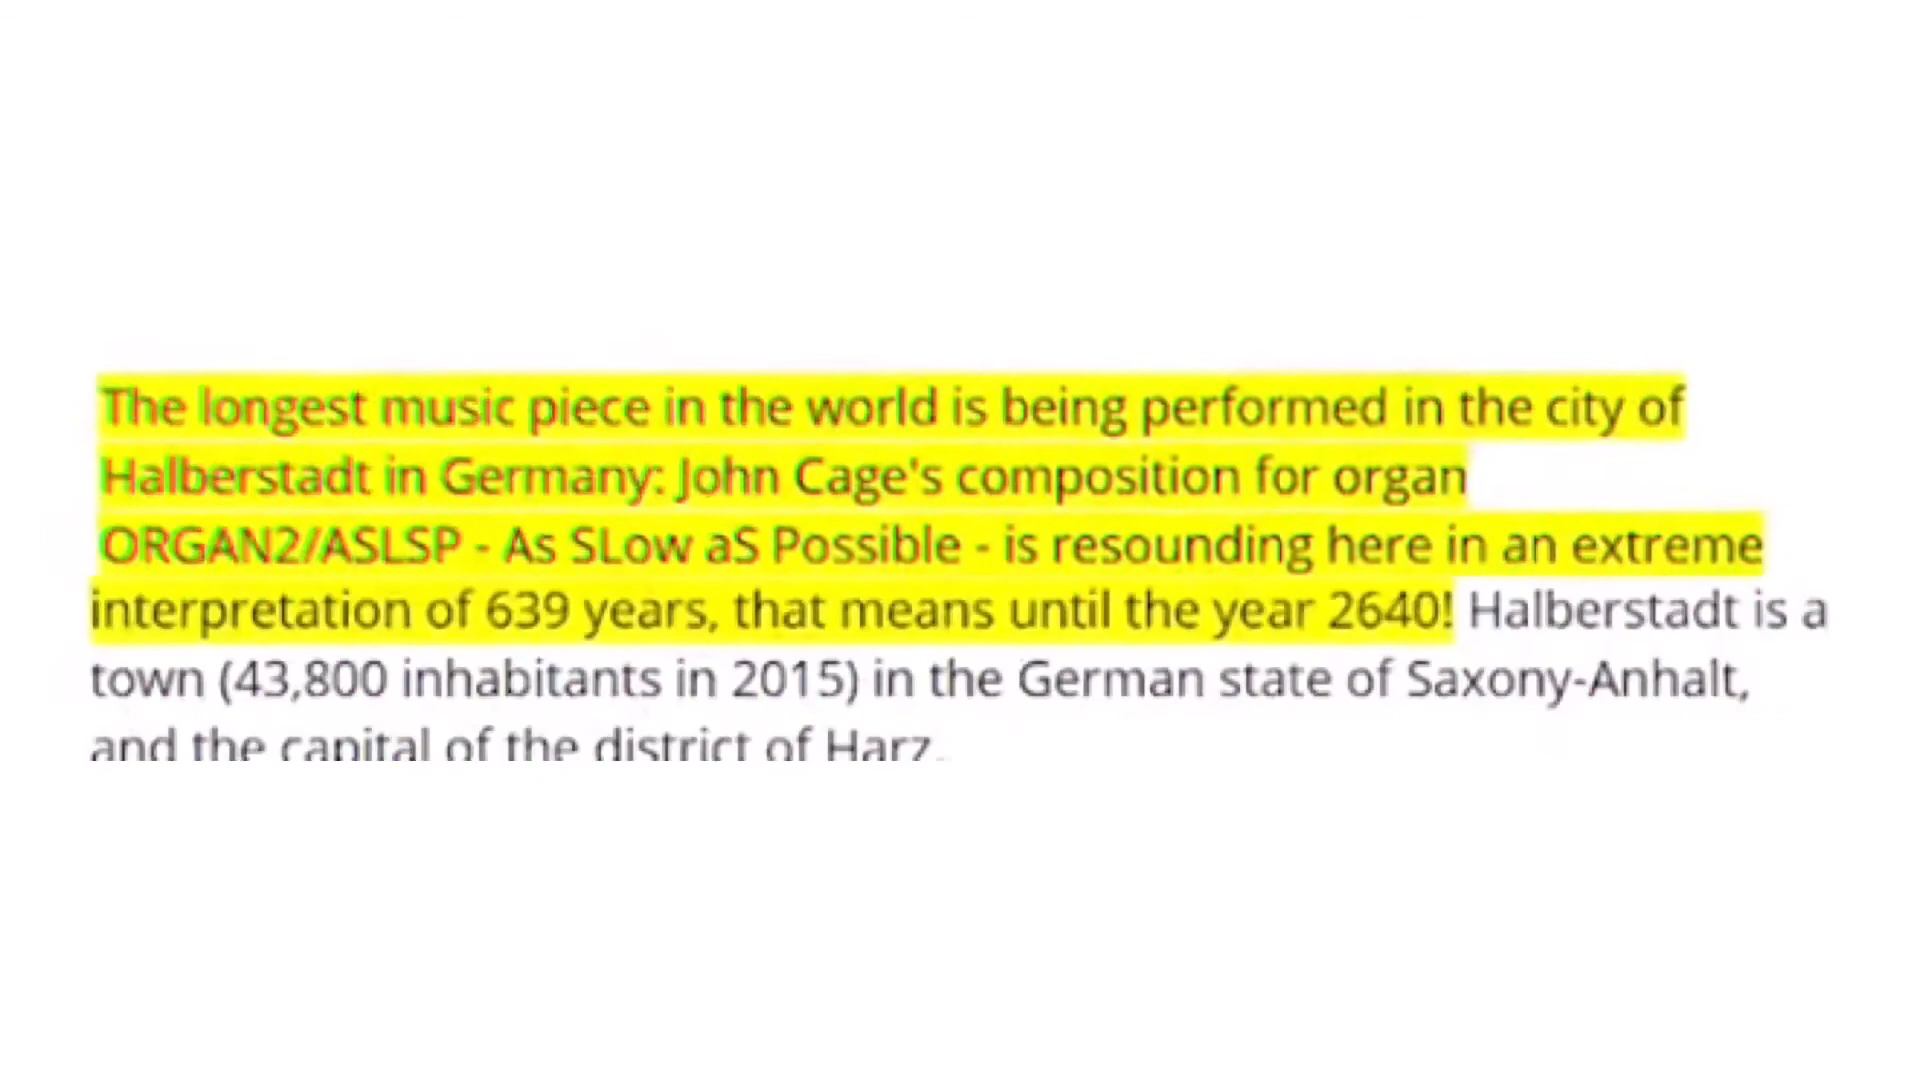 The longest music piece in the world is being performed in the city of
Halberstadt in Germany: John Cage's composition for organ
ORGAN2/ASLSP - As SLow aS Possible - is resounding here in an extreme
interpretation of 639 years, that means until the year 2640! Halberstadt is a
town (43,800 inhabitants in 2015) in the German state of Saxony-Anhalt,
and the capital of the district of Harz.